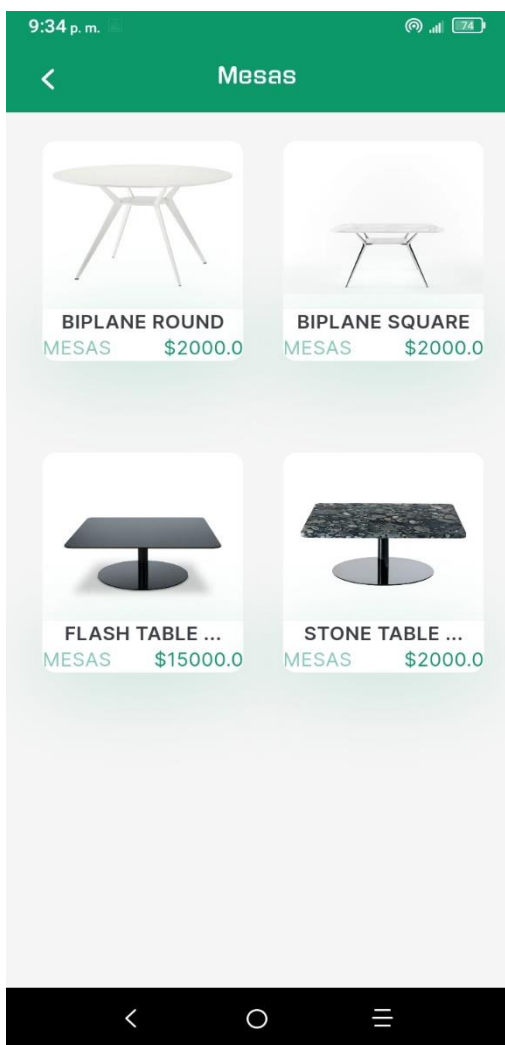 9:34 p. m.
74
Mesas
BIPLANE ROUND
MESAS $2000.0
BIPLANE SQUARE
MESAS $2000.0
FLASH TABLE ...
MESAS $15000.0
STONE TABLE ...
MESAS $2000.0